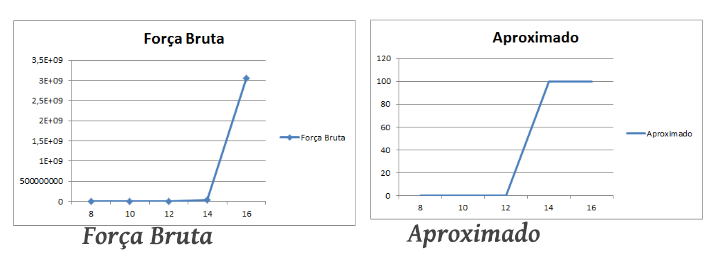 Força Bruta
3,5E+09
3E+09
2,5E+09
2E+09
1,5E+09
1E+09
500000000
0
8 10 12 14 16
Força Bruta
Força Bruta
Aproximado
120
100
80
60
40
20
0
8 10 12 14 16
Aproximado
Aproximado